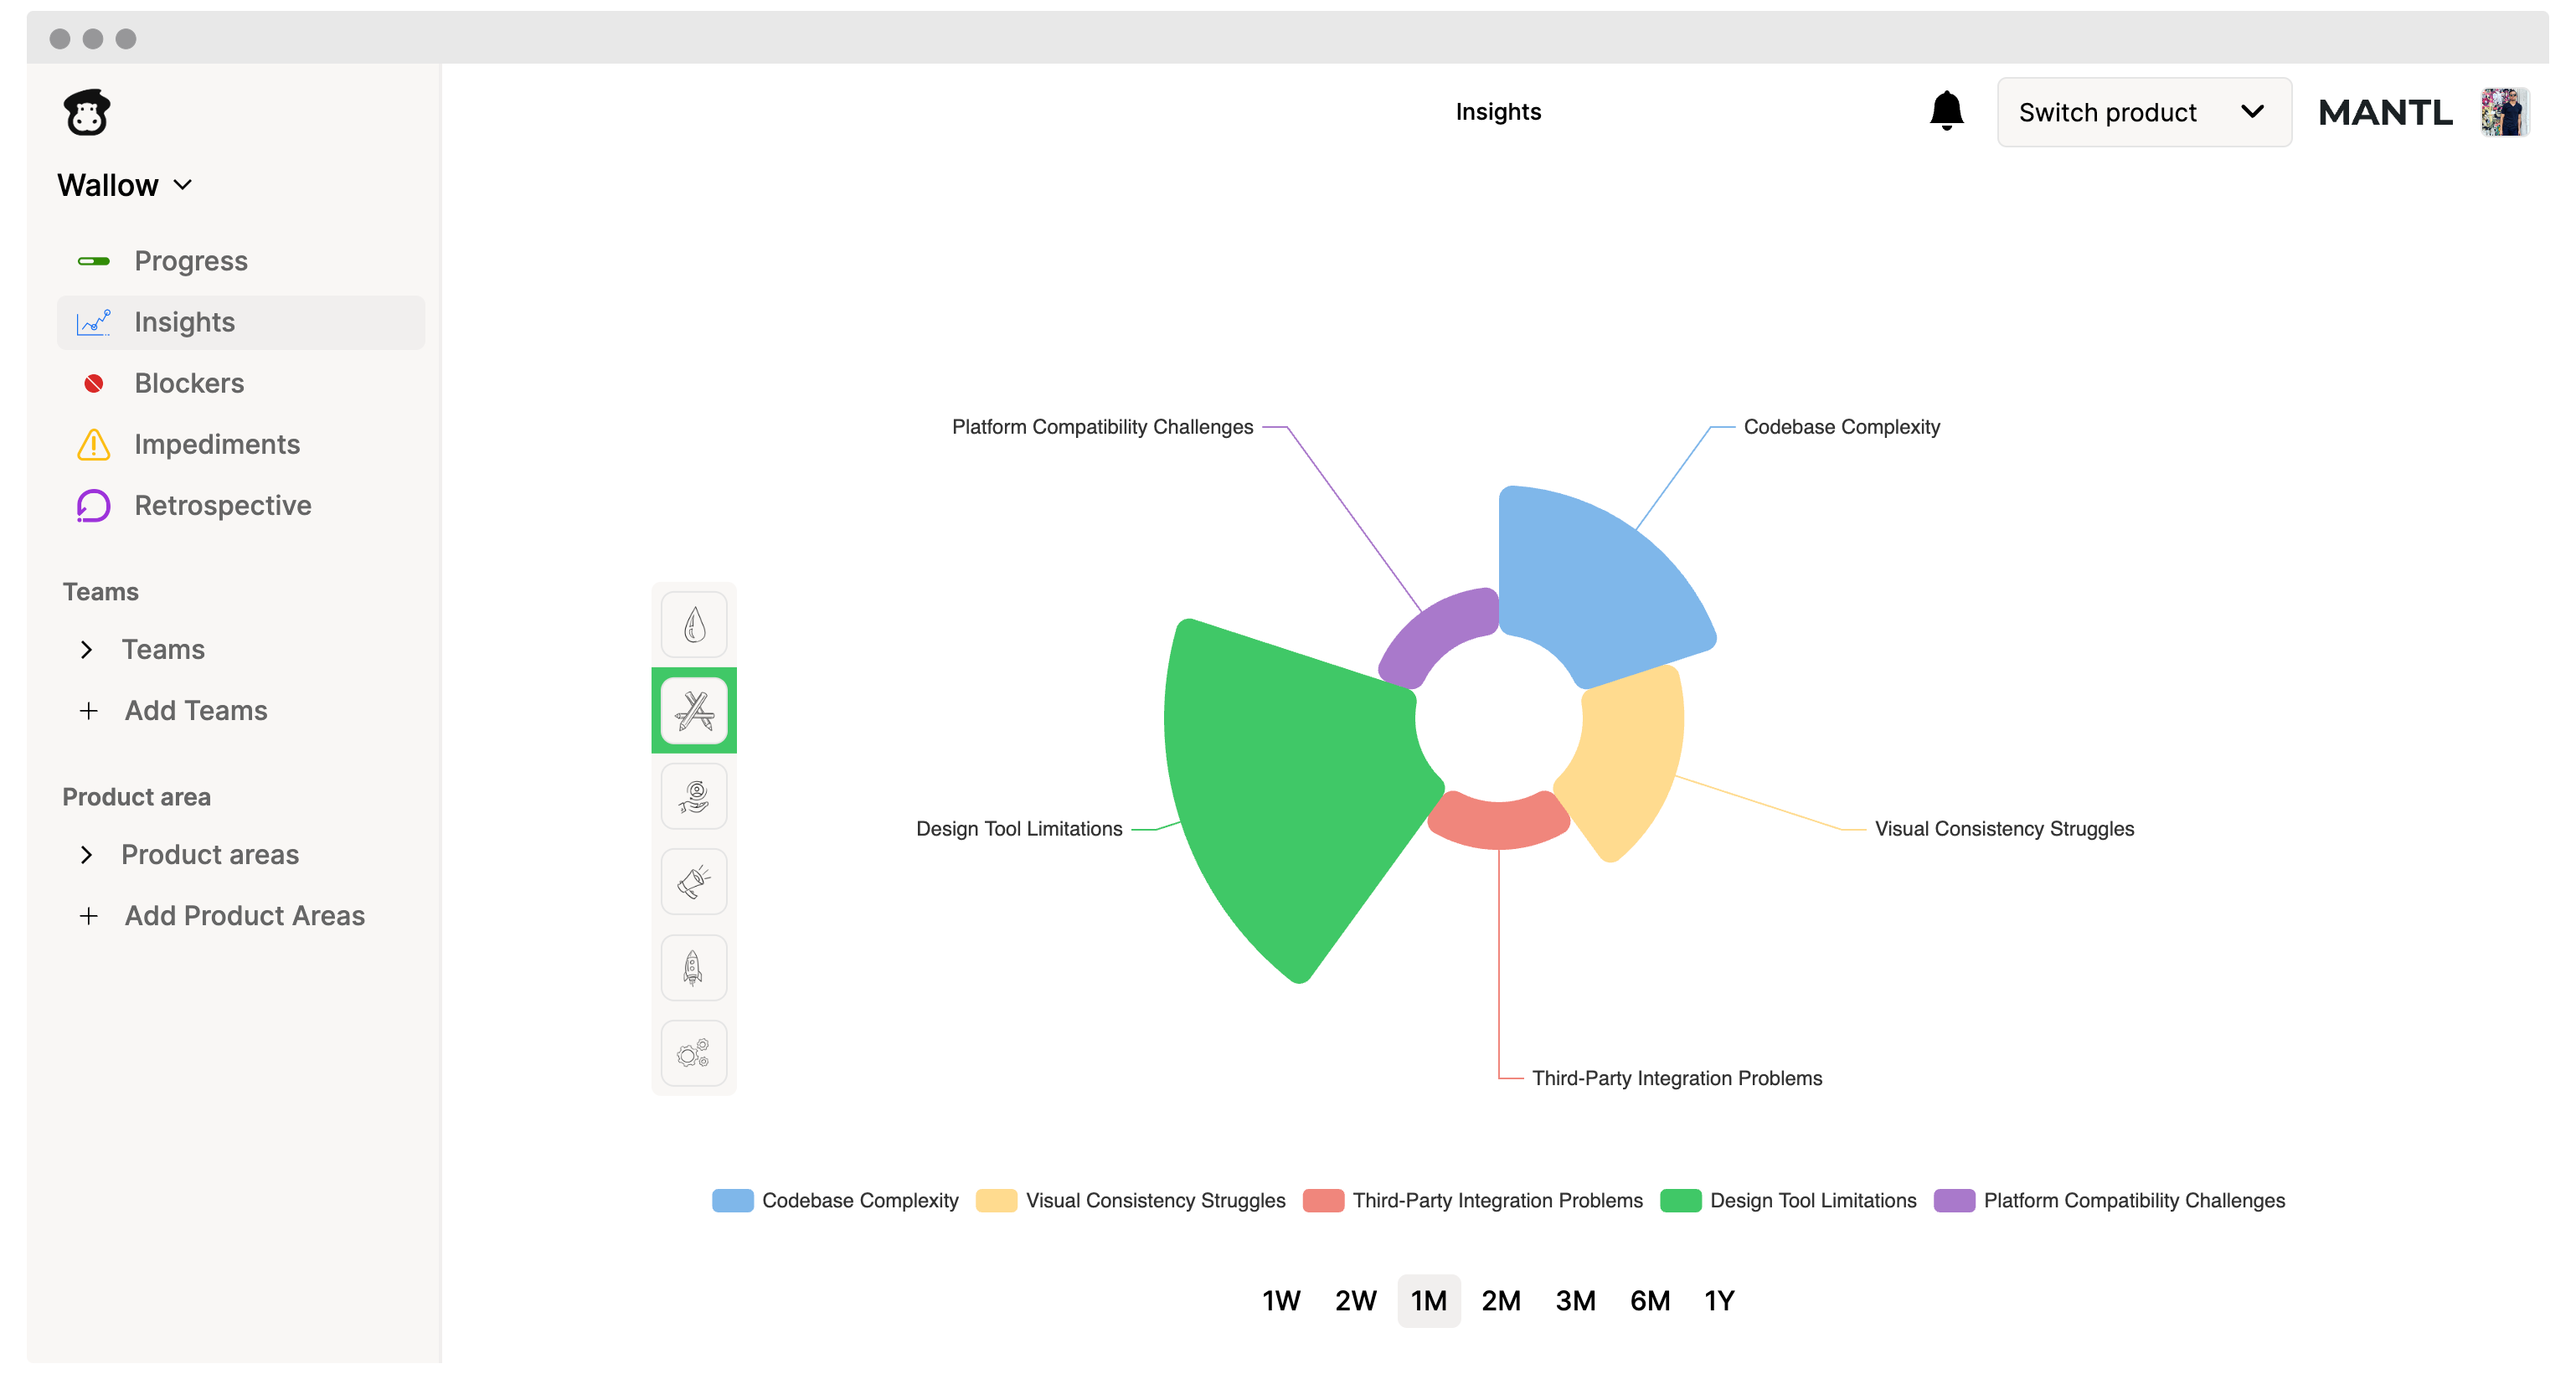 Insights
Switch product
MANTL
Wallow
Progress
Insights
Blockers
Impediments
Retrospective
Teams
Teams
Add Teams
Product area
Product areas
Add Product Areas
Platform Compatibility Challenges
Codebase Complexity
Design Tool Limitations
Visual Consistency Struggles
Third-Party Integration Problems
Codebase Complexity Visual Consistency Struggles Third-Party Integration Problems Design Tool Limitations Platform Compatibility Challenges
1W 2W 1M 2M 3M 6M 1Y